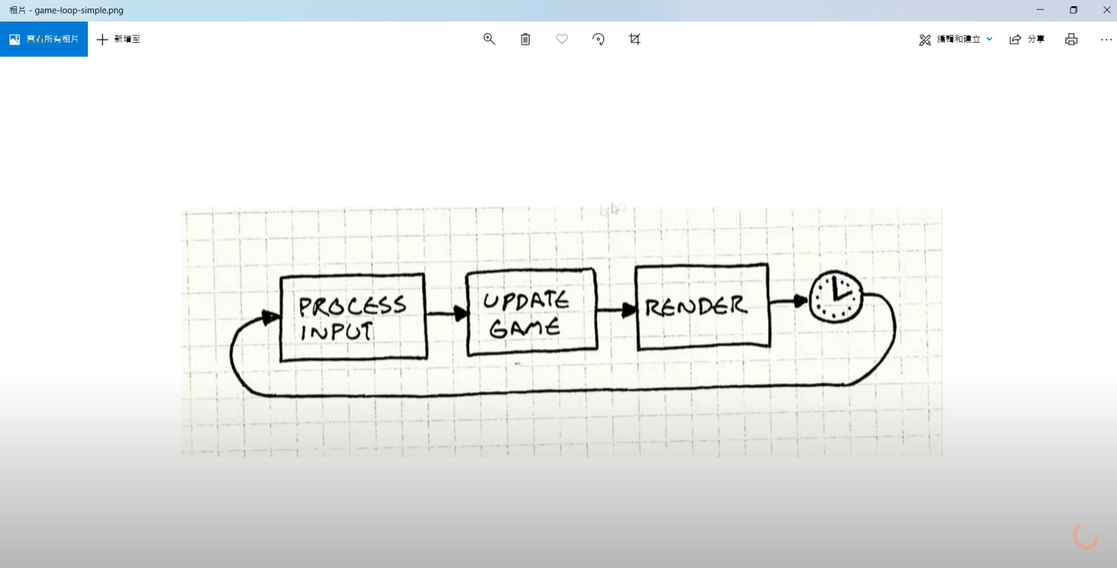 相片 - game-loop-simple.png
查看所有相片
新增至
編輯和建立
分享
PROCESS
INPUT
UPDATE
GAME
RENDER